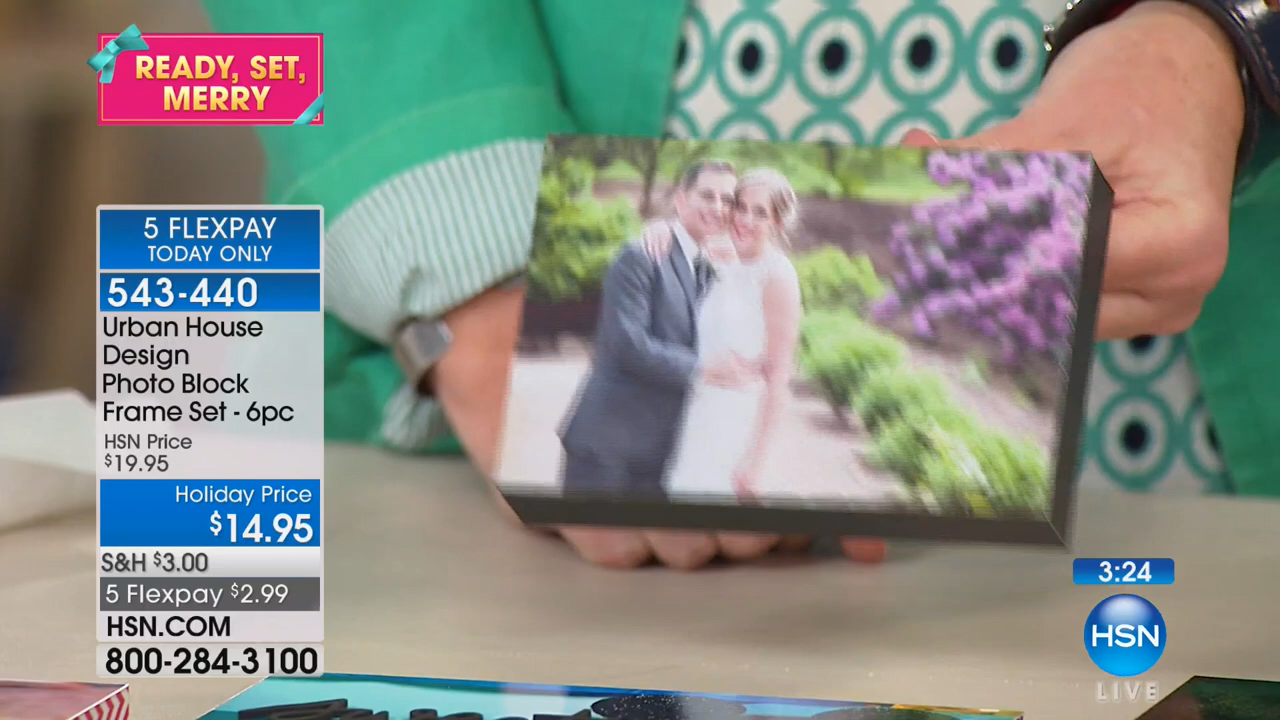 READY, SET,
MERRY
5 FLEXPAY
TODAY ONLY
543-440
Urban House
Design
Photo Block
Frame Set - 6pc
HSN Price
$19.95
Holiday Price
$14.95
S&H $3.00
5 Flexpay $2.99
HSN.COM
800-284-3100
3:24
HSN
LIVE